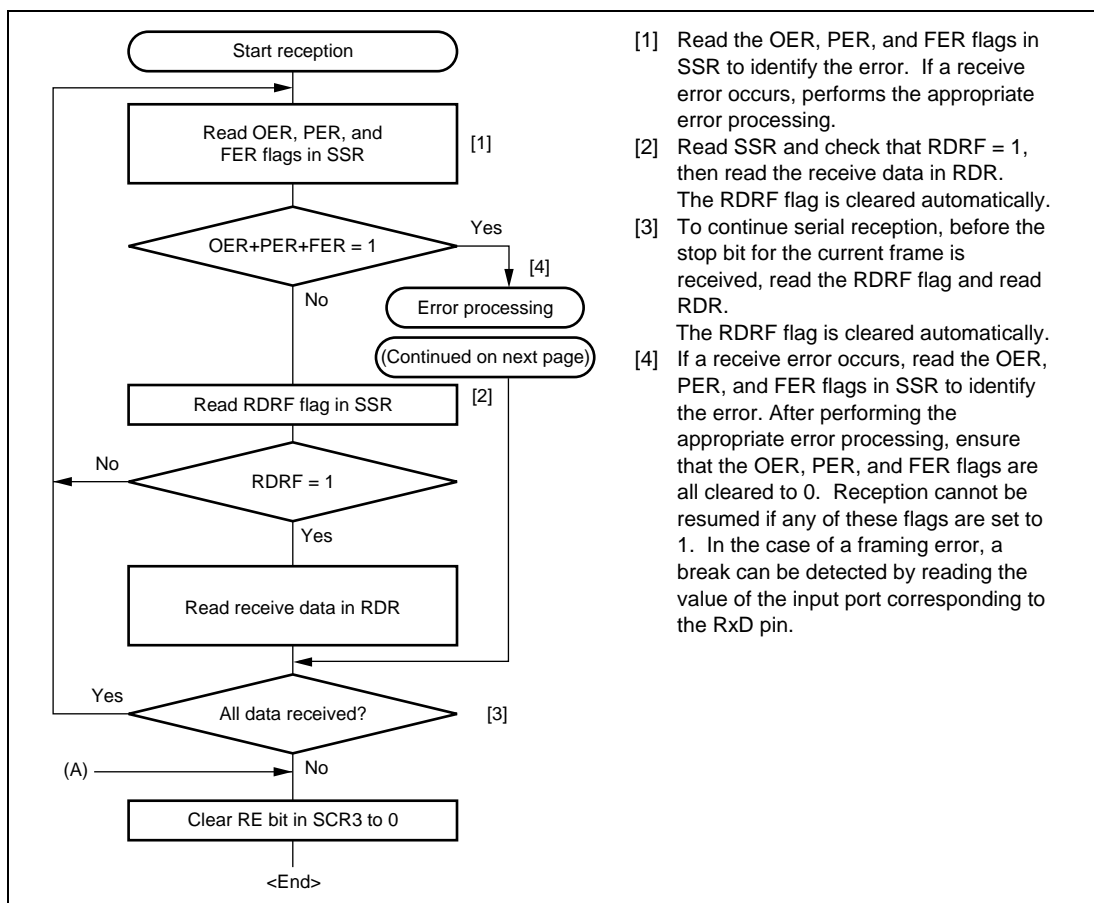 Start reception
Read OER, PER, and
FER flags in SSR
[1]
OER+PER+FER = 1
Yes
[4]
No
Error processing
(Continued on next page)
Read RDRF flag in SSR
[2]
No
RDRF = 1
Yes
Read receive data in RDR
Yes
All data received?
[3]
(A)
No
Clear RE bit in SCR3 to 0
<End>
[1] Read the OER, PER, and FER flags in
SSR to identify the error. If a receive
error occurs, performs the appropriate
error processing.
[2] Read SSR and check that RDRF = 1,
then read the receive data in RDR.
The RDRF flag is cleared automatically.
[3] To continue serial reception, before the
stop bit for the current frame is
received, read the RDRF flag and read
RDR.
The RDRF flag is cleared automatically.
[4] If a receive error occurs, read the OER,
PER, and FER flags in SSR to identify
the error. After performing the
appropriate error processing, ensure
that the OER, PER, and FER flags are
all cleared to 0. Reception cannot be
resumed if any of these flags are set to
1. In the case of a framing error, a
break can be detected by reading the
value of the input port corresponding to
the RxD pin.